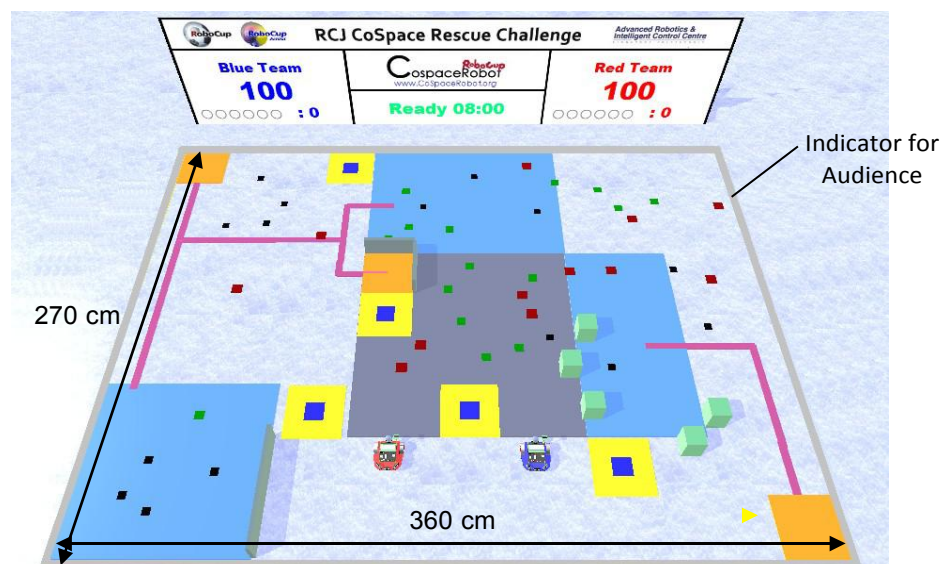 RoboCup
RoboCup
Junior
RCJ CoSpace Rescue Challenge
Advanced Robotics &
Intelligent Control Centre
Blue Team
100
: 0
RoboCup
CospaceRobot
www.CoSpaceRobot.org
Ready 08:00
Red Team
100
: 0
Indicator for
Audience
270 cm
360 cm